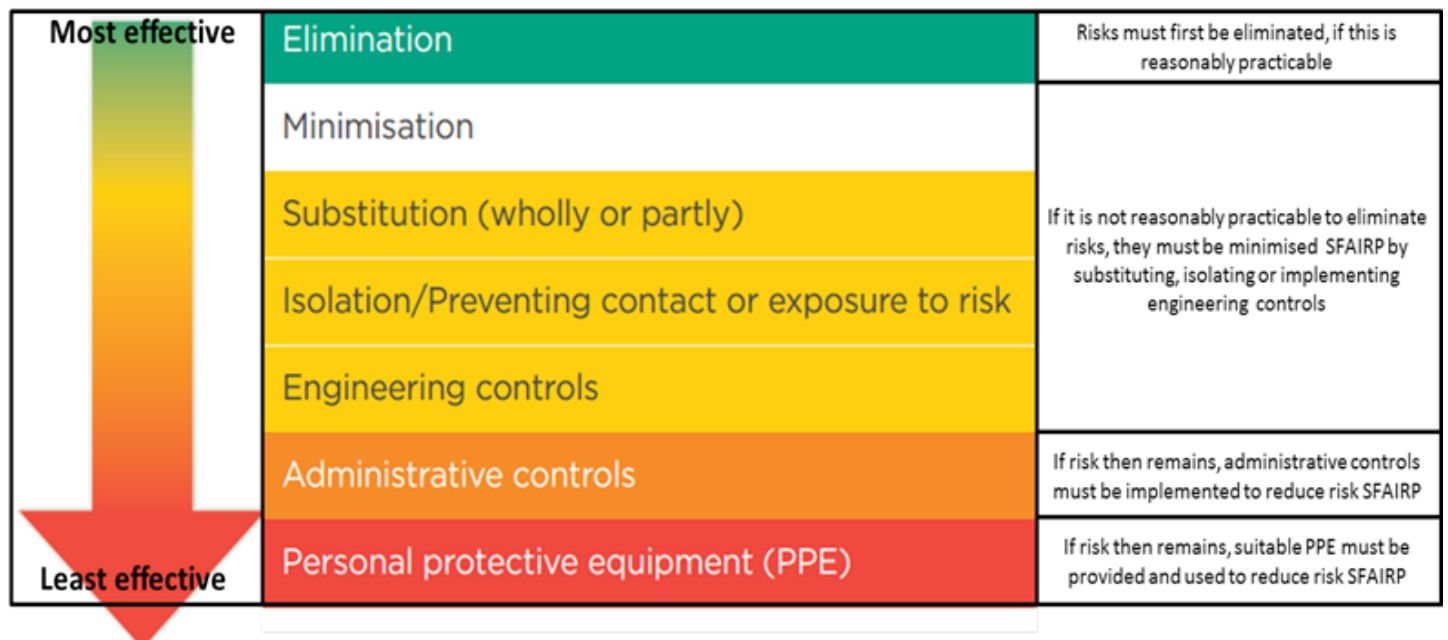 Most effective
Elimination
Risks must first be eliminated, if this is
reasonably practicable
Minimisation
Substitution (wholly or partly)
Isolation/Preventing contact or exposure to risk
Engineering controls
If it is not reasonably practicable to eliminate
risks, they must be minimised SFAIRP by
substituting, isolating or implementing
engineering controls
Administrative controls
If risk then remains, administrative controls
must be implemented to reduce risk SFAIRP
Least effective
Personal protective equipment (PPE)
If risk then remains, suitable PPE must be
provided and used to reduce risk SFAIRP